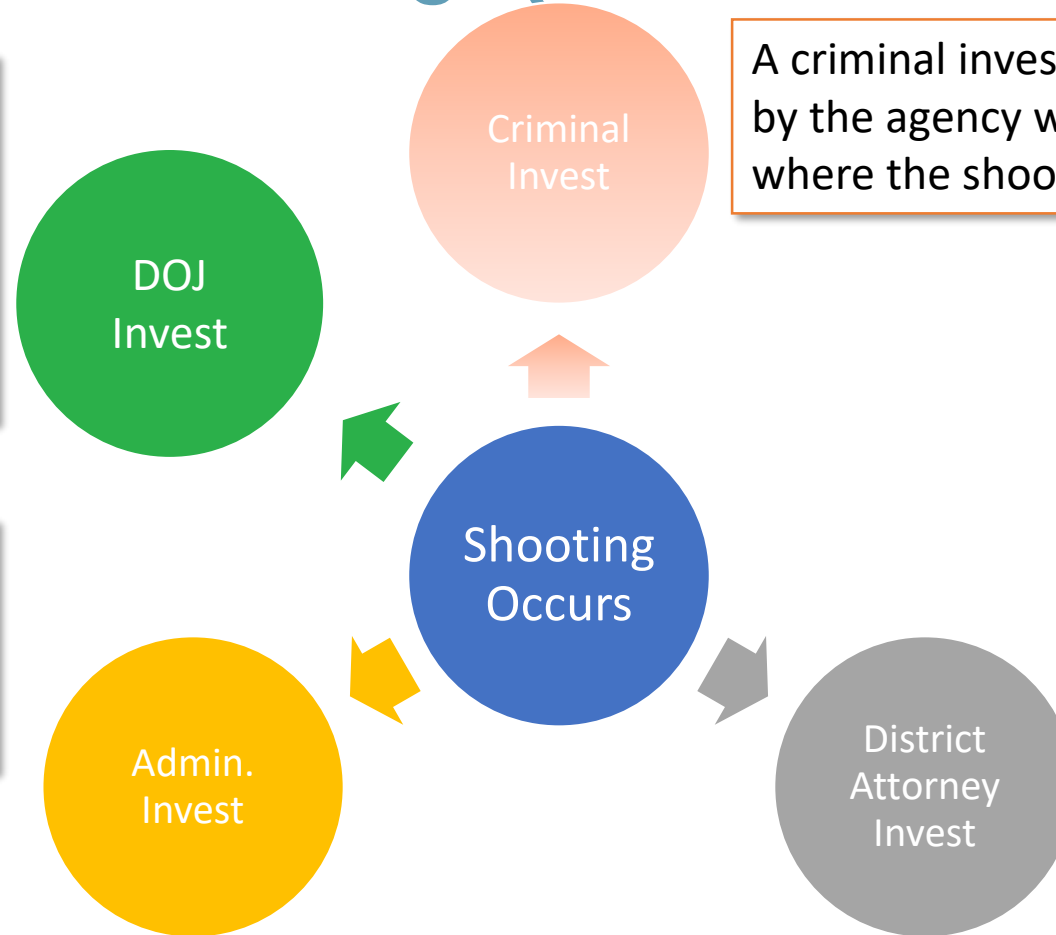 Criminal
Invest
A criminal inves
by the agency w
where the shoo
DOJ
Invest
Shooting
Occurs
Admin.
Invest
District
Attorney
Invest